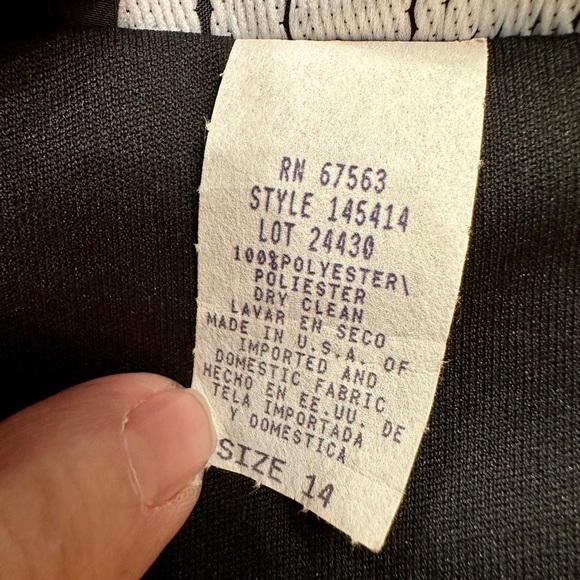 RN 67563
STYLE 145414
LOT 24430
100%POLYESTER\
POLIESTER
DRY CLEAN
LAVAR EN SECO
MADE IN U.S.A. OF
IMPORTED AND
DOMESTIC FABRIC
HECHO EN EE.UU. DE
TELA IMPORTADA
Y DOMESTICA
SIZE 14